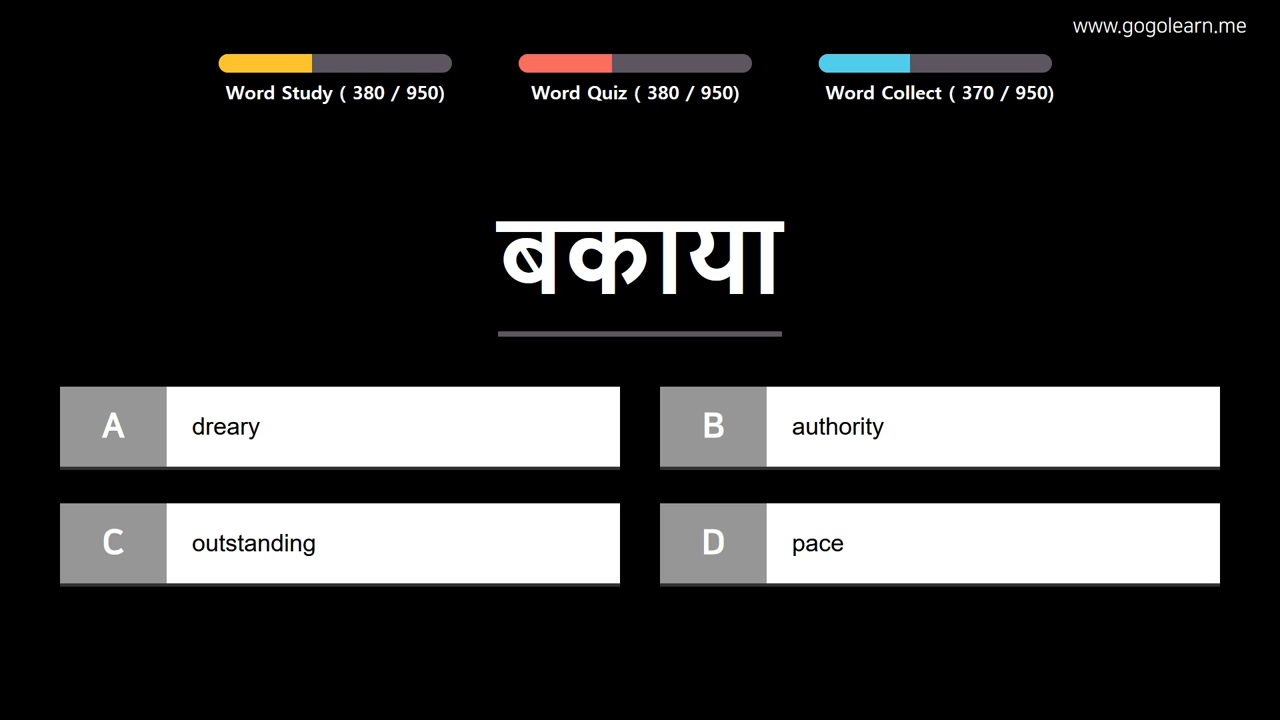 www.gogolearn.me
Word Study ( 380 / 950)
Word Quiz ( 380 / 950)
Word Collect ( 370 / 950)
बकाया
A dreary
B authority
C outstanding
D pace